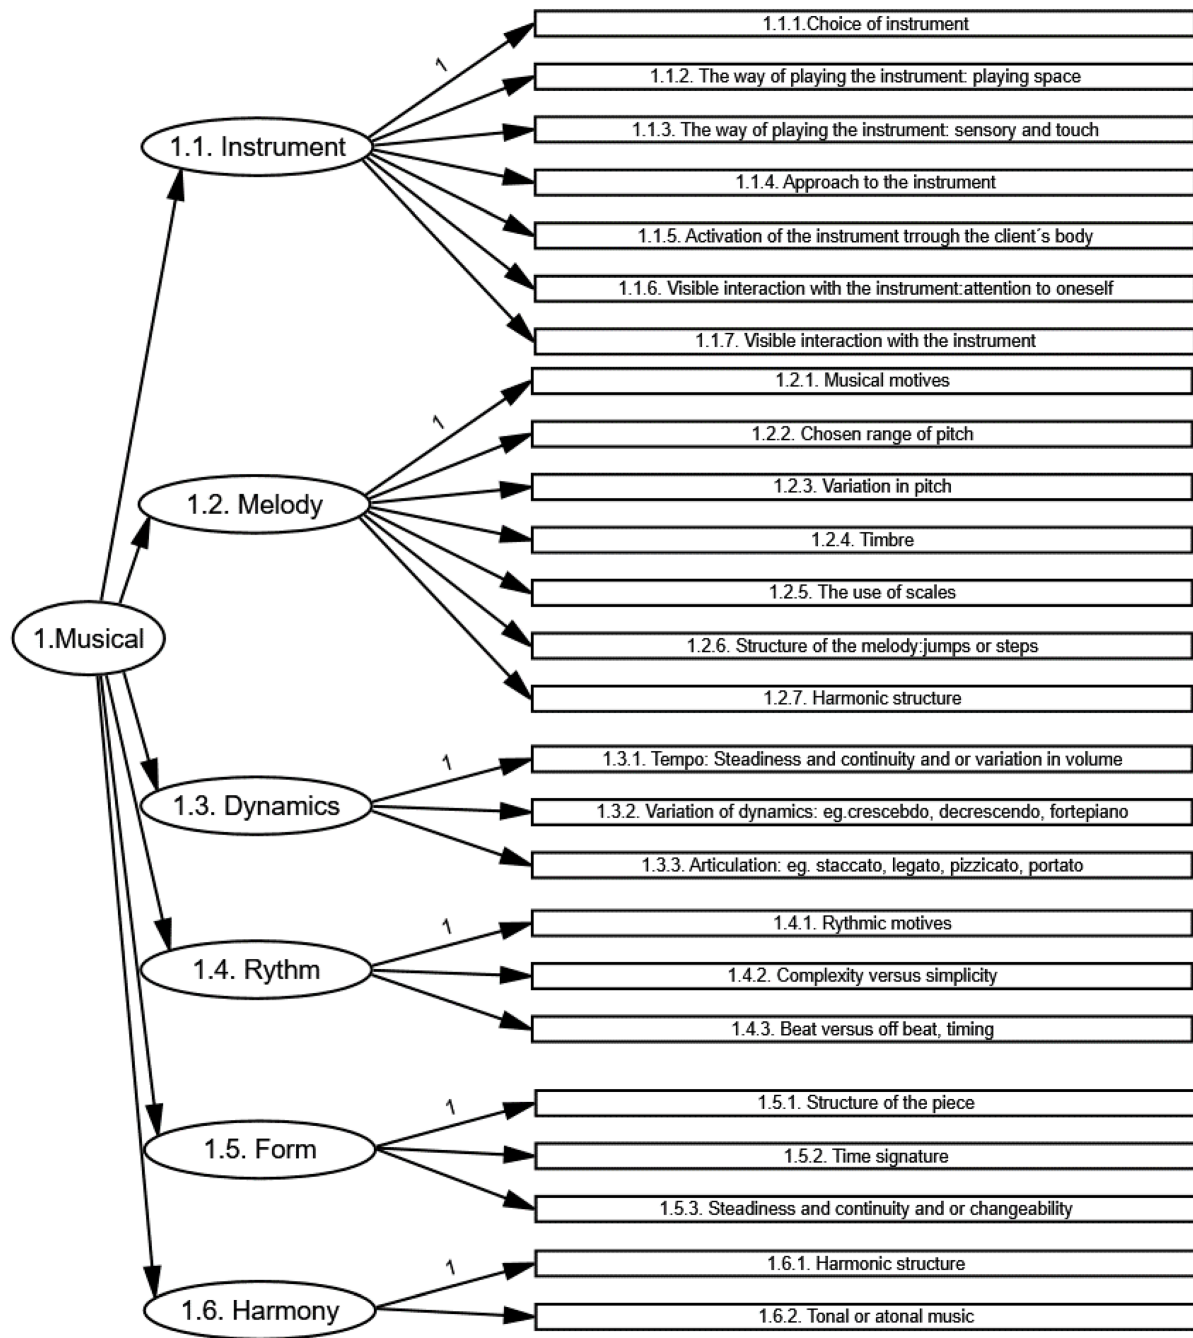 1.1.1.Choice of instrument
1
1.1.2. The way of playing the instrument: playing space
1.1.3. The way of playing the instrument: sensory and touch
1.1. Instrument
1.1.4. Approach to the instrument
1.1.5. Activation of the instrument trrough the client´s body
1.1.6. Visible interaction with the instrument:attention to oneself
1.1.7. Visible interaction with the instrument
1.2.1. Musical motives
1
1.2.2. Chosen range of pitch
1.2.3. Variation in pitch
1.2. Melody
1.2.4. Timbre
1.2.5. The use of scales
1.Musical
1.2.6. Structure of the melody:jumps or steps
1.2.7. Harmonic structure
1
1.3.1. Tempo: Steadiness and continuity and or variation in volume
1.3. Dynamics
1.3.2. Variation of dynamics: eg.crescebdo, decrescendo, fortepiano
1.3.3. Articulation: eg. staccato, legato, pizzicato, portato
1
1.4.1. Rythmic motives
1.4. Rythm
1.4.2. Complexity versus simplicity
1.4.3. Beat versus off beat, timing
1
1.5.1. Structure of the piece
1.5. Form
1.5.2. Time signature
1.5.3. Steadiness and continuity and or changeability
1
1.6.1. Harmonic structure
1.6. Harmony
1.6.2. Tonal or atonal music